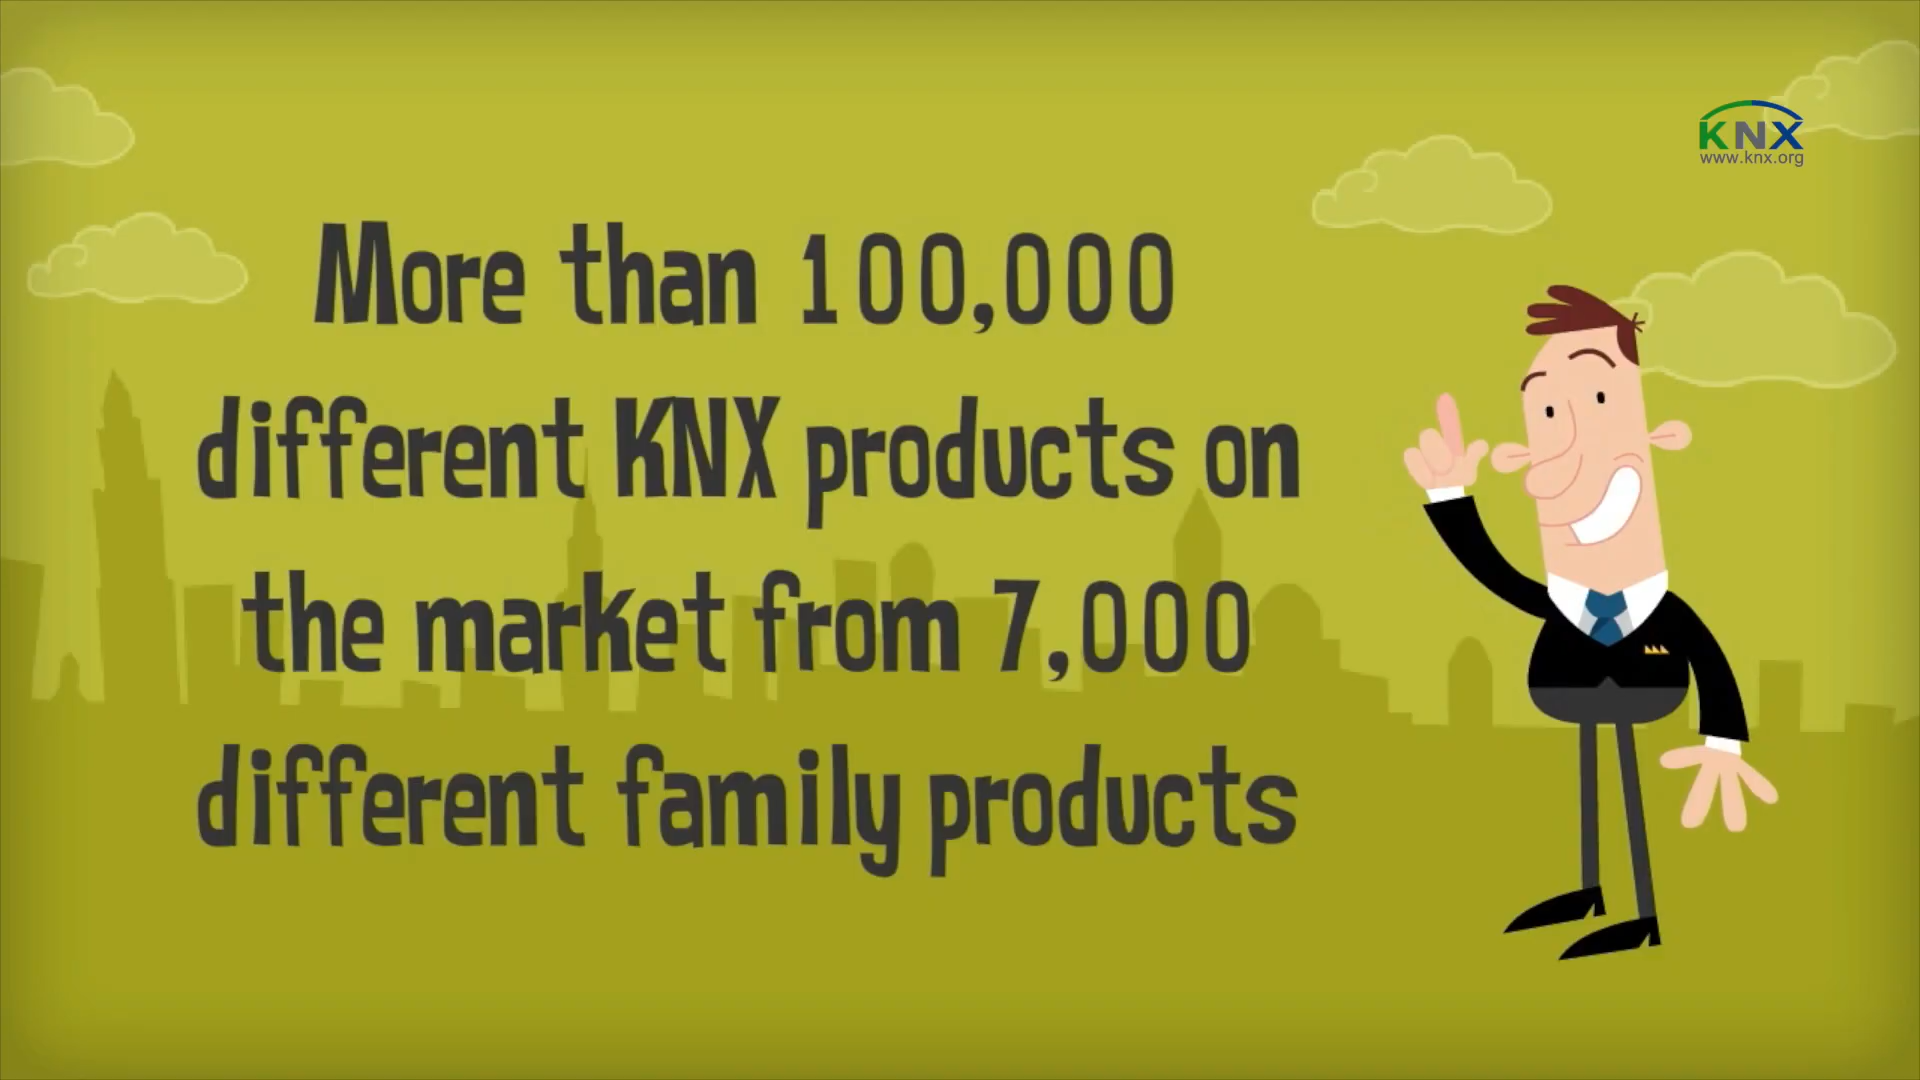 KNX
www.knx.org
More than 100,000
different KNX products on
the market from 7,000
different family products